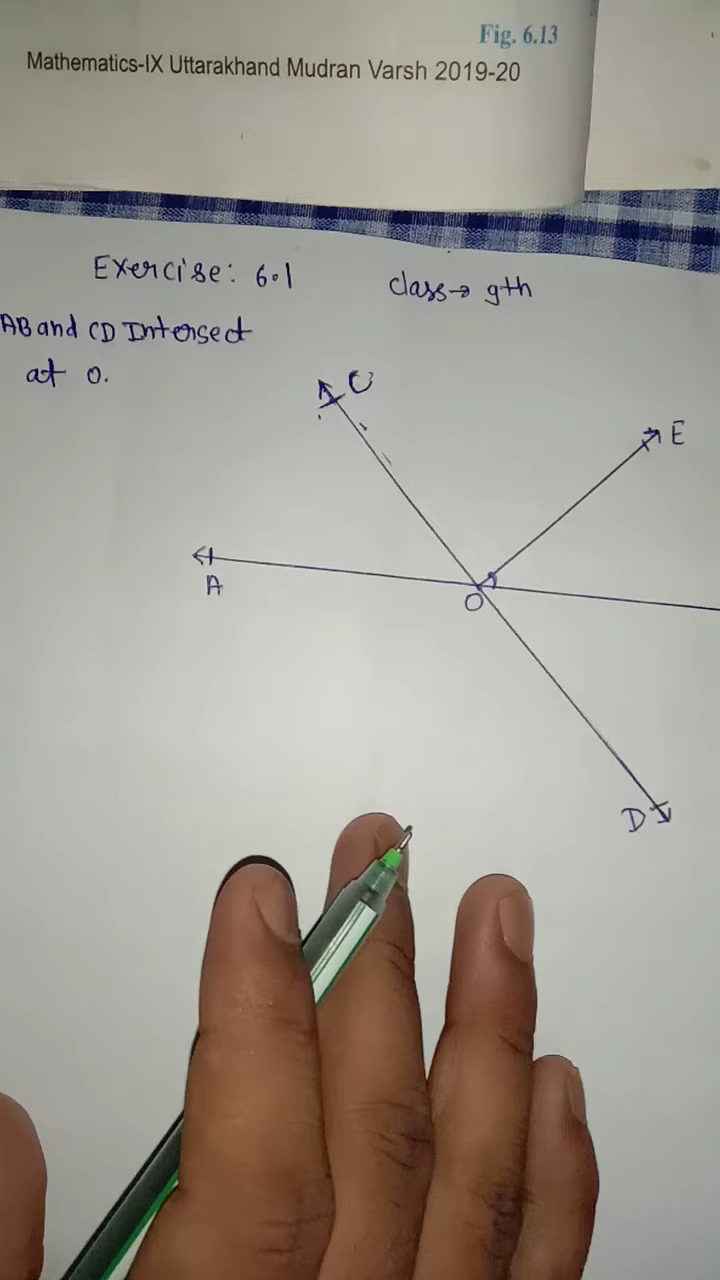 Fig. 6.13
Mathematics-IX Uttarakhand Mudran Varsh 2019-20
Exercise: 6.1 class→ 9th
AB and CD Intersect
at O.
C
E
A
O
D